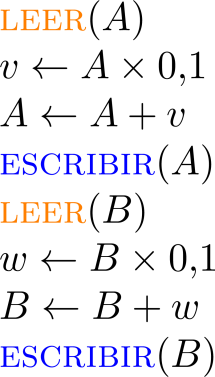 LEER(A)
v ← A × 0,1
A ← A + v
ESCRIBIR(A)
LEER(B)
w ← B × 0,1
B ← B + w
ESCRIBIR(B)